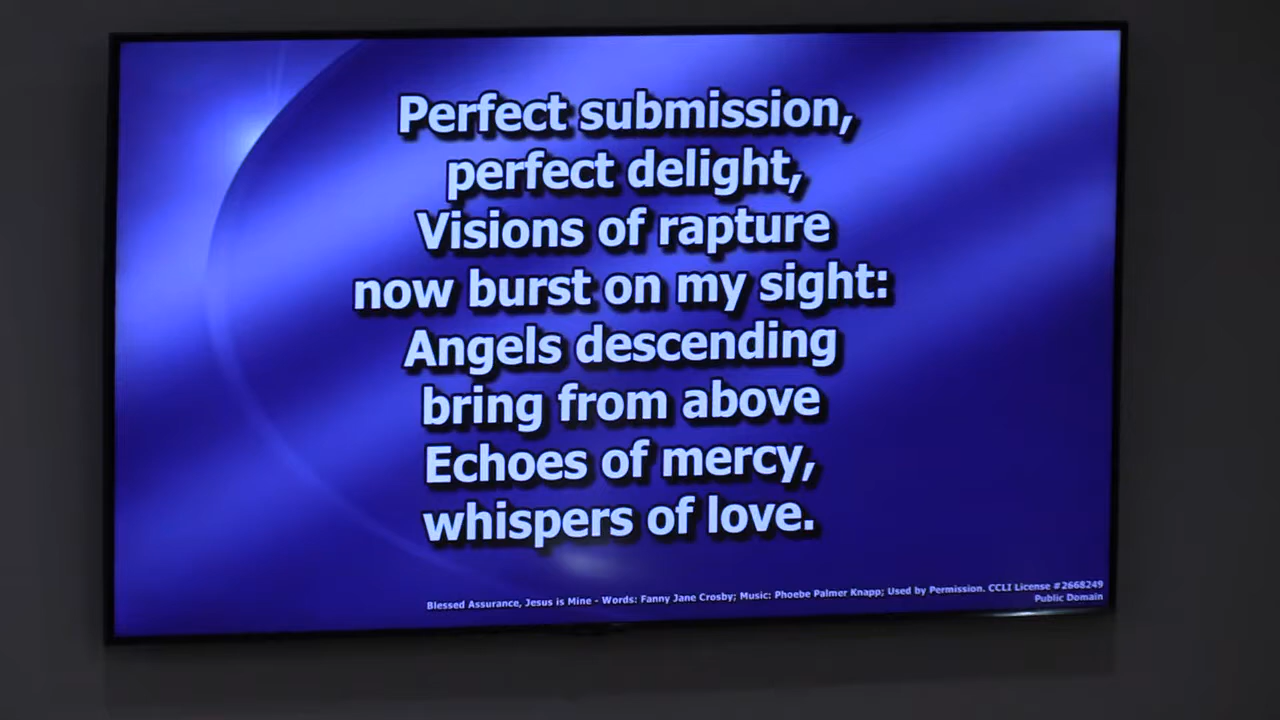 Perfect submission,
perfect delight,
Visions of rapture
now burst on my sight:
Angels descending
bring from above
Echoes of mercy,
whispers of love.
Blessed Assurance, Jesus is Mine - Words: Fanny Jane Crosby; Music: Phoebe Palmer Knapp; Used by Permission. CCLI License #2668249
Public Domain